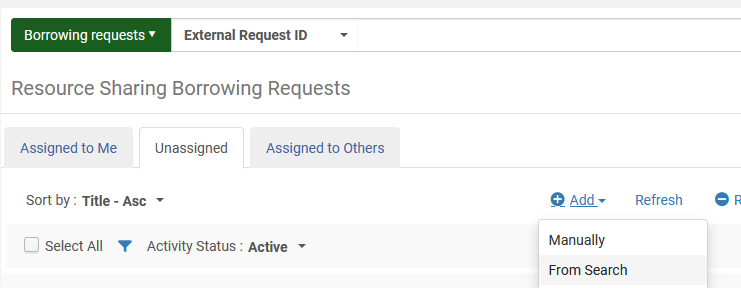 Borrowing requests External Request ID
Resource Sharing Borrowing Requests
Assigned to Me Unassigned Assigned to Others
Sort by : Title - Asc Add Refresh R
Select All Activity Status : Active
Manually
From Search